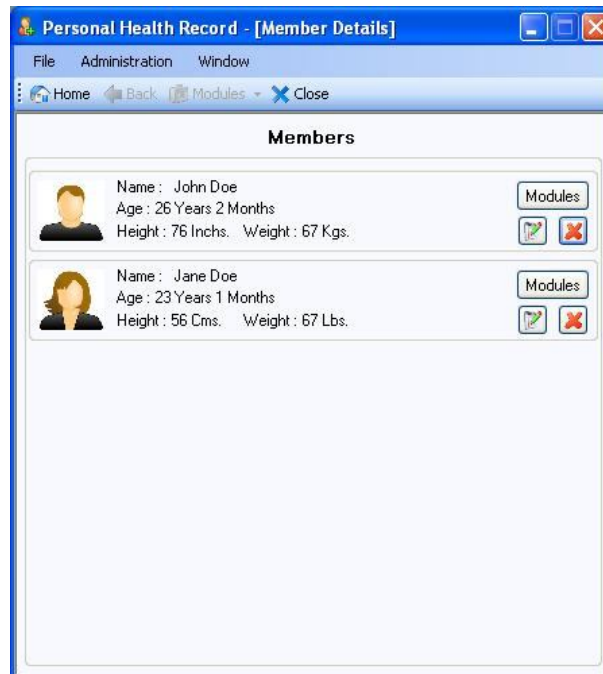 Personal Health Record - [Member Details]
File Administration Window
Home Back Modules Close
Members
Name : John Doe
Age : 26 Years 2 Months
Height : 76 Inchs. Weight : 67 Kgs.
Modules
Name : Jane Doe
Age : 23 Years 1 Months
Height : 56 Cms. Weight : 67 Lbs.
Modules